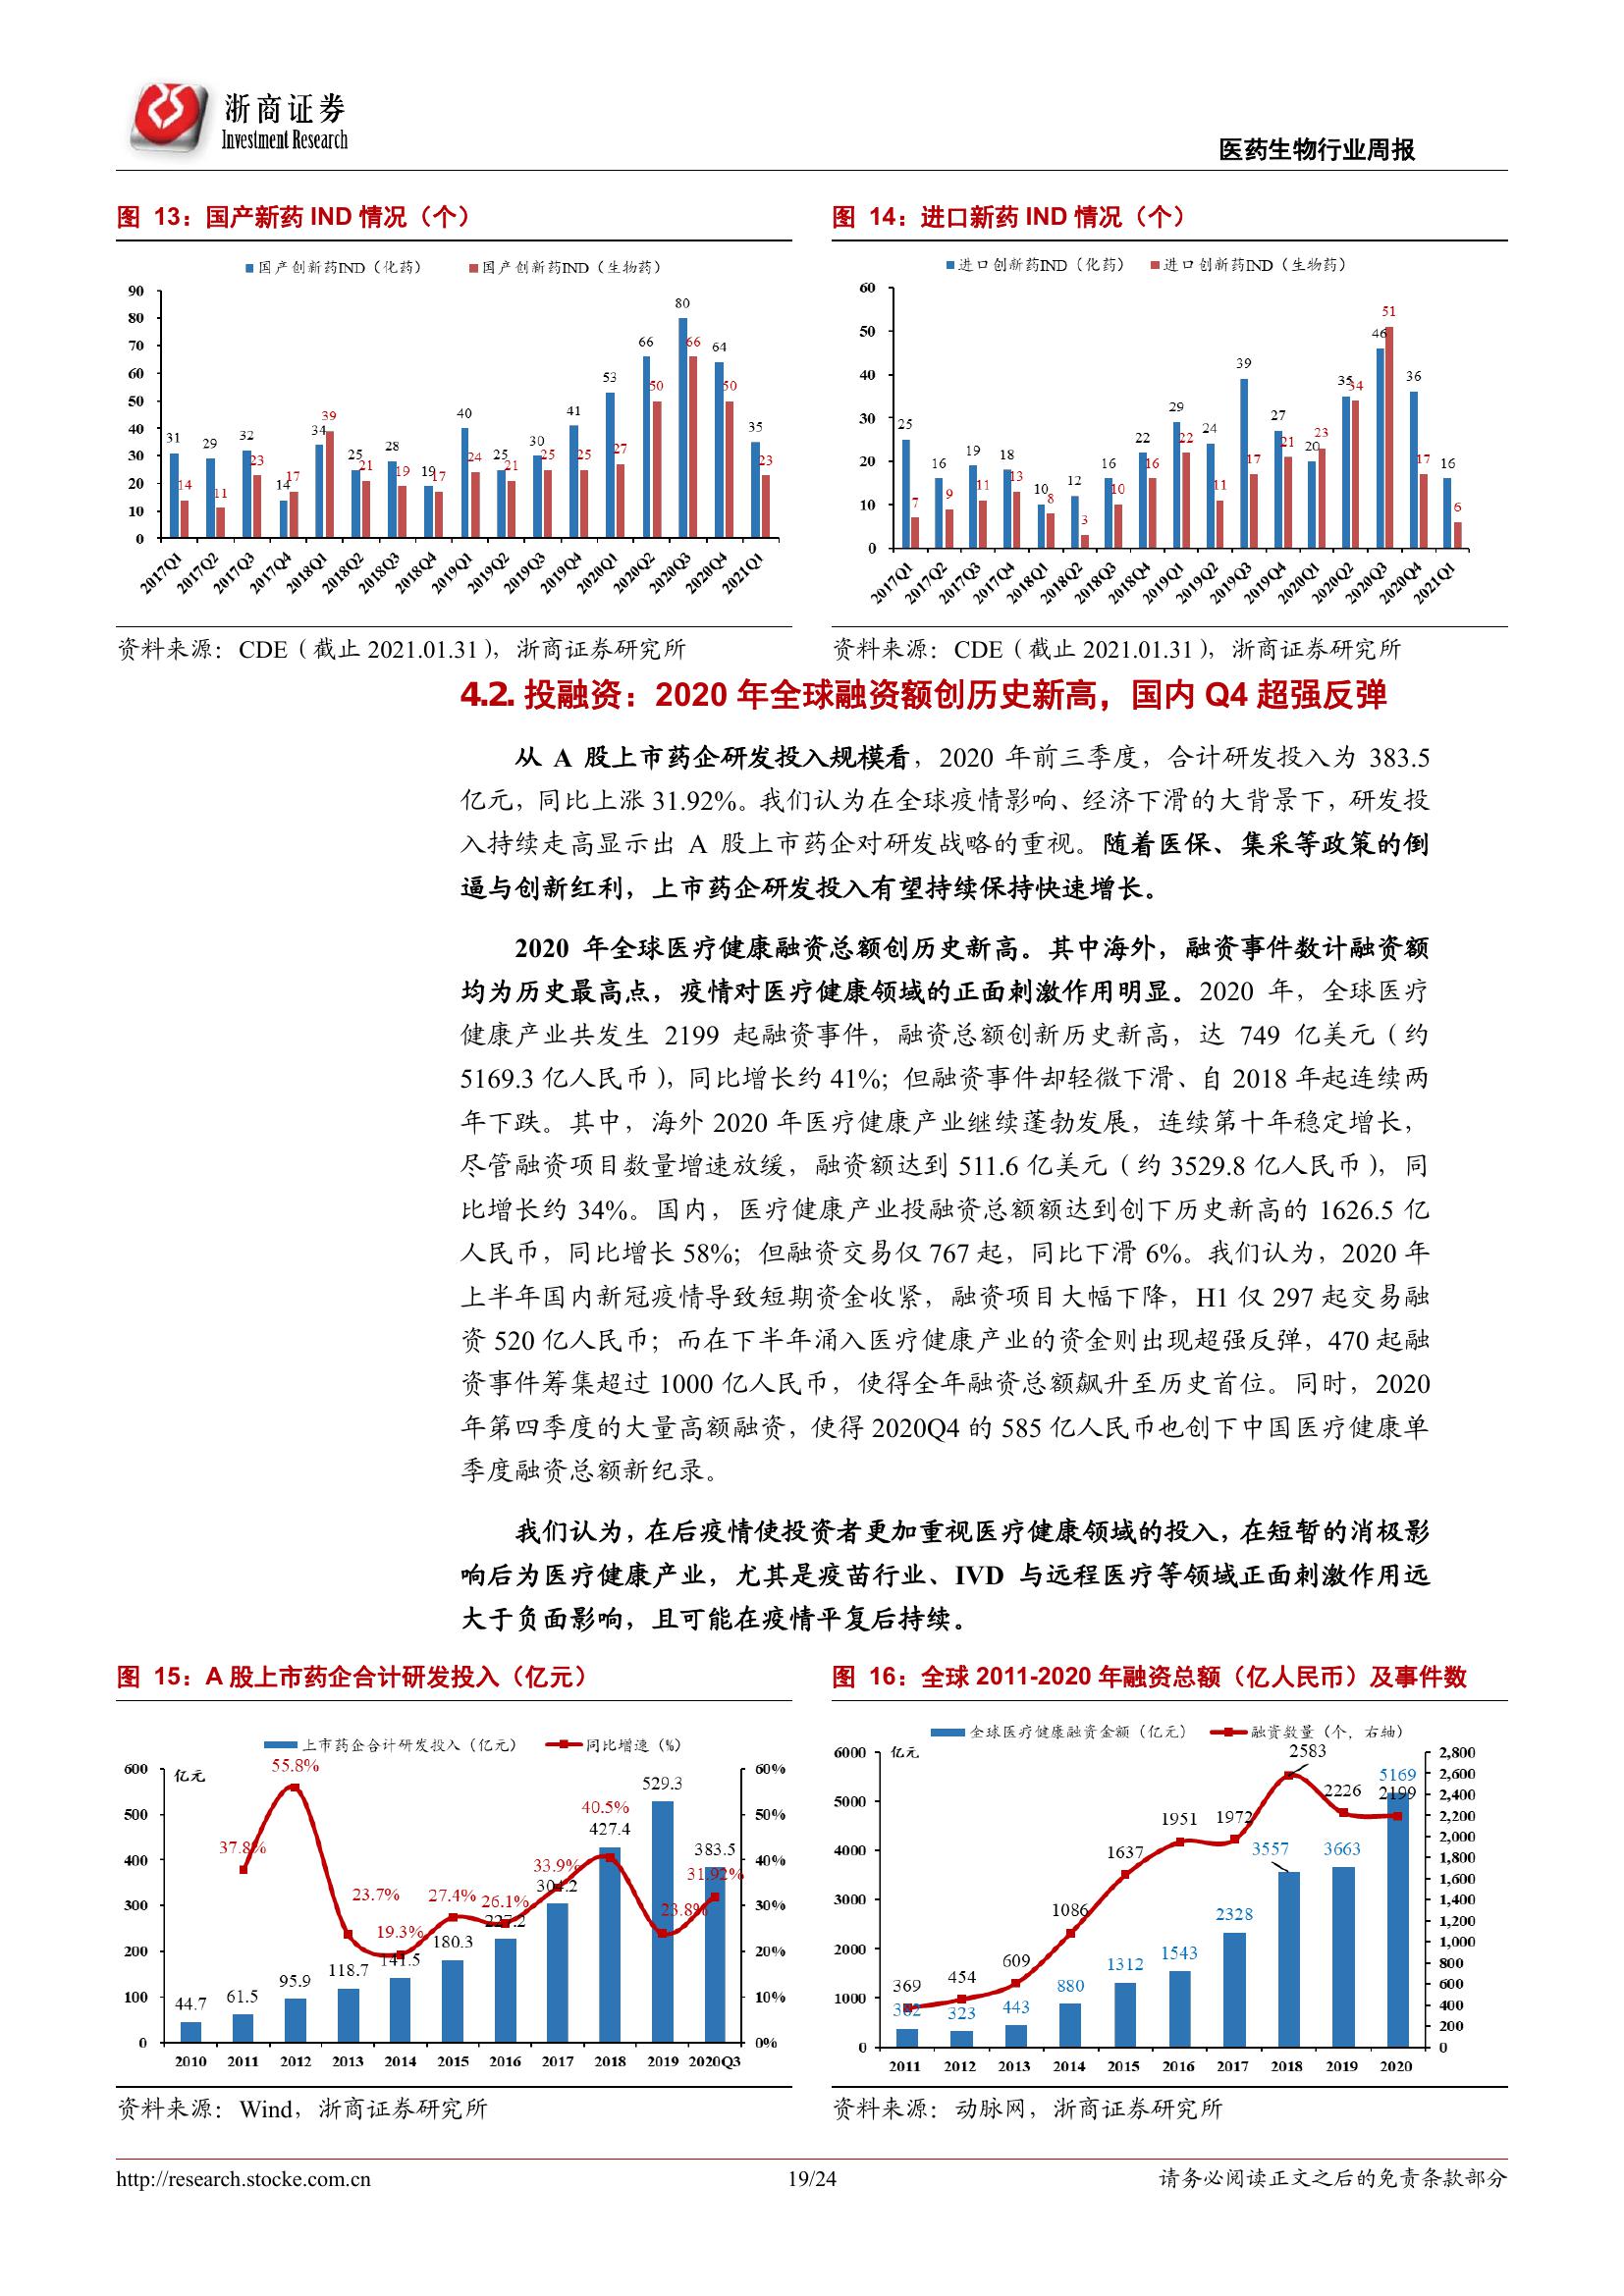 浙商证券
Investment Research
医药生物行业周报
图 13：国产新药 IND 情况（个）
国产创新药IND（化药） 国产创新药IND（生物药）
90
80
70
60
50
40
30
20
10
0
31 29 32 14 34 25 28 19 40 25 30 41 53 66 80 64 35
14 11 23 17 39 21 19 17 24 21 25 25 27 50 66 50 23
2017Q1 2017Q2 2017Q3 2017Q4 2018Q1 2018Q2 2018Q3 2018Q4 2019Q1 2019Q2 2019Q3 2019Q4 2020Q1 2020Q2 2020Q3 2020Q4 2021Q1
资料来源：CDE（截止 2021.01.31），浙商证券研究所
图 14：进口新药 IND 情况（个）
进口创新药IND（化药） 进口创新药IND（生物药）
60
50
40
30
20
10
0
25 16 19 18 10 12 16 22 29 24 39 27 20 35 46 36 16
7 9 11 13 8 3 10 16 22 11 17 21 23 34 51 17 6
2017Q1 2017Q2 2017Q3 2017Q4 2018Q1 2018Q2 2018Q3 2018Q4 2019Q1 2019Q2 2019Q3 2019Q4 2020Q1 2020Q2 2020Q3 2020Q4 2021Q1
资料来源：CDE（截止 2021.01.31），浙商证券研究所
4.2. 投融资：2020 年全球融资额创历史新高，国内 Q4 超强反弹
从 A 股上市药企研发投入规模看，2020 年前三季度，合计研发投入为 383.5
亿元，同比上涨 31.92%。我们认为在全球疫情影响、经济下滑的大背景下，研发投
入持续走高显示出 A 股上市药企对研发战略的重视。随着医保、集采等政策的倒
逼与创新红利，上市药企研发投入有望持续保持快速增长。
2020 年全球医疗健康融资总额创历史新高。其中海外，融资事件数计融资额
均为历史最高点，疫情对医疗健康领域的正面刺激作用明显。2020 年，全球医疗
健康产业共发生 2199 起融资事件，融资总额创新历史新高，达 749 亿美元（约
5169.3 亿人民币），同比增长约 41%；但融资事件却轻微下滑、自 2018 年起连续两
年下跌。其中，海外 2020 年医疗健康产业继续蓬勃发展，连续第十年稳定增长，
尽管融资项目数量增速放缓，融资额达到 511.6 亿美元（约 3529.8 亿人民币），同
比增长约 34%。国内，医疗健康产业投融资总额额达到创下历史新高的 1626.5 亿
人民币，同比增长 58%；但融资交易仅 767 起，同比下滑 6%。我们认为，2020 年
上半年国内新冠疫情导致短期资金收紧，融资项目大幅下降，H1 仅 297 起交易融
资 520 亿人民币；而在下半年涌入医疗健康产业的资金则出现超强反弹，470 起融
资事件筹集超过 1000 亿人民币，使得全年融资总额飙升至历史首位。同时，2020
年第四季度的大量高额融资，使得 2020Q4 的 585 亿人民币也创下中国医疗健康单
季度融资总额新纪录。
我们认为，在后疫情使投资者更加重视医疗健康领域的投入，在短暂的消极影
响后为医疗健康产业，尤其是疫苗行业、IVD 与远程医疗等领域正面刺激作用远
大于负面影响，且可能在疫情平复后持续。
图 15：A 股上市药企合计研发投入（亿元）
上市药企合计研发投入（亿元） 同比增速（%）
亿元
600
500
400
300
200
100
0
60%
50%
40%
30%
20%
10%
0%
37.8% 55.8% 23.7% 19.3% 27.4% 26.1% 33.9% 40.5% 23.8% 31.92%
44.7 61.5 95.9 118.7 141.5 180.3 227.2 304.2 427.4 529.3 383.5
2010 2011 2012 2013 2014 2015 2016 2017 2018 2019 2020Q3
资料来源：Wind，浙商证券研究所
图 16：全球 2011-2020 年融资总额（亿人民币）及事件数
全球医疗健康融资金额（亿元） 融资数量（个，右轴）
亿元
6000
5000
4000
3000
2000
1000
0
2,800
2,600
2,400
2,200
2,000
1,800
1,600
1,400
1,200
1,000
800
600
400
200
0
369 454 609 1086 1637 1951 1972 2583 2226 2199
362 323 443 880 1312 1543 2328 3557 3663 5169
2011 2012 2013 2014 2015 2016 2017 2018 2019 2020
资料来源：动脉网，浙商证券研究所
http://research.stocke.com.cn
19/24
请务必阅读正文之后的免责条款部分